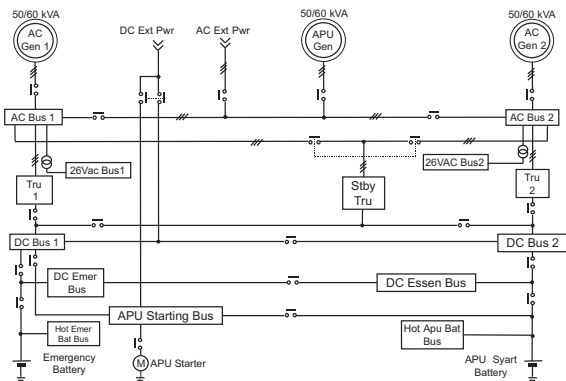 50/60 kVA
AC
Gen 1
DC Ext Pwr
AC Ext Pwr
50/60 kVA
APU
Gen
50/60 kVA
AC
Gen 2
AC Bus 1
AC Bus 2
26Vac Bus1
26VAC Bus2
Tru
1
Stby
Tru
Tru
2
DC Bus 1
DC Bus 2
DC Emer
Bus
DC Essen Bus
APU Starting Bus
Hot Emer
Bat Bus
Hot Apu Bat
Bus
Emergency
Battery
M
APU Starter
APU Syart
Battery